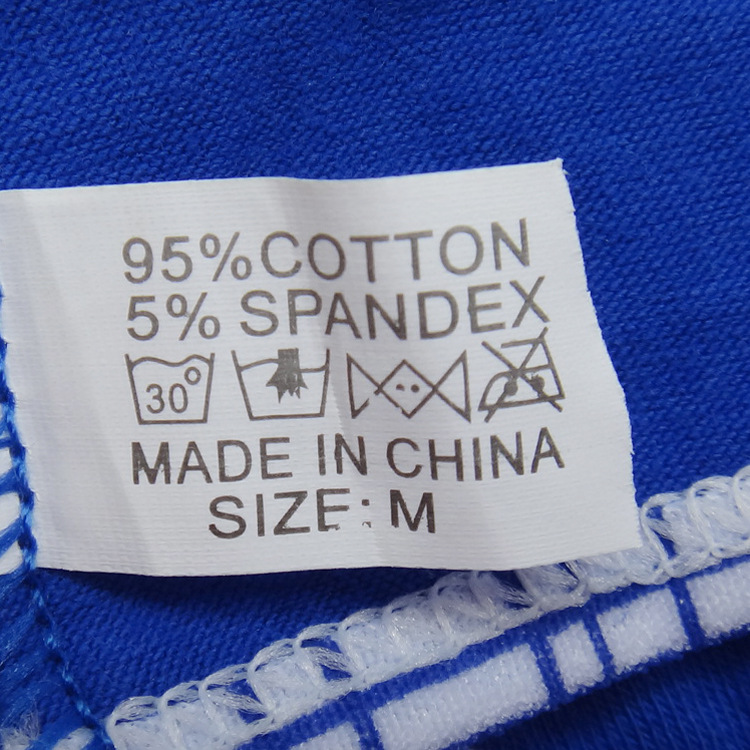 95% COTTON
5% SPANDEX
30°
MADE IN CHINA
SIZE: M